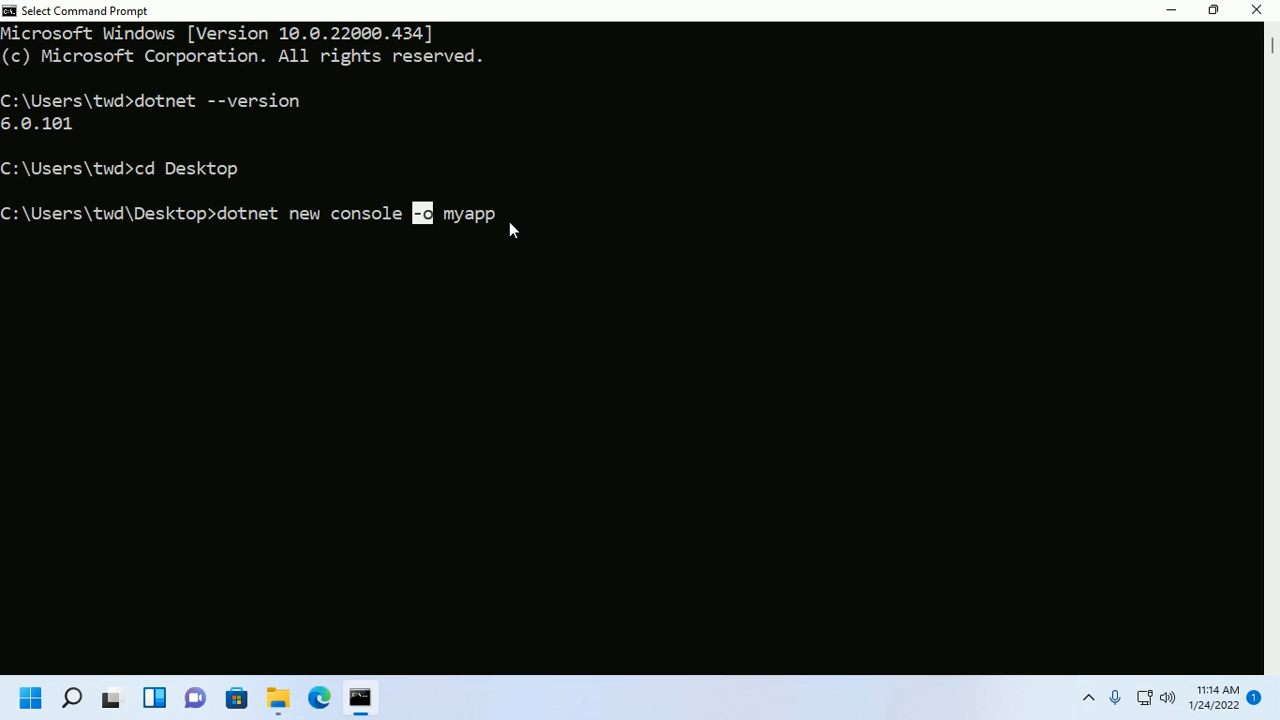 Select Command Prompt
Microsoft Windows [Version 10.0.22000.434]
(c) Microsoft Corporation. All rights reserved.
C:\Users\twd>dotnet --version
6.0.101
C:\Users\twd>cd Desktop
C:\Users\twd\Desktop>dotnet new console -o myapp
11:14 AM
1/24/2022
1